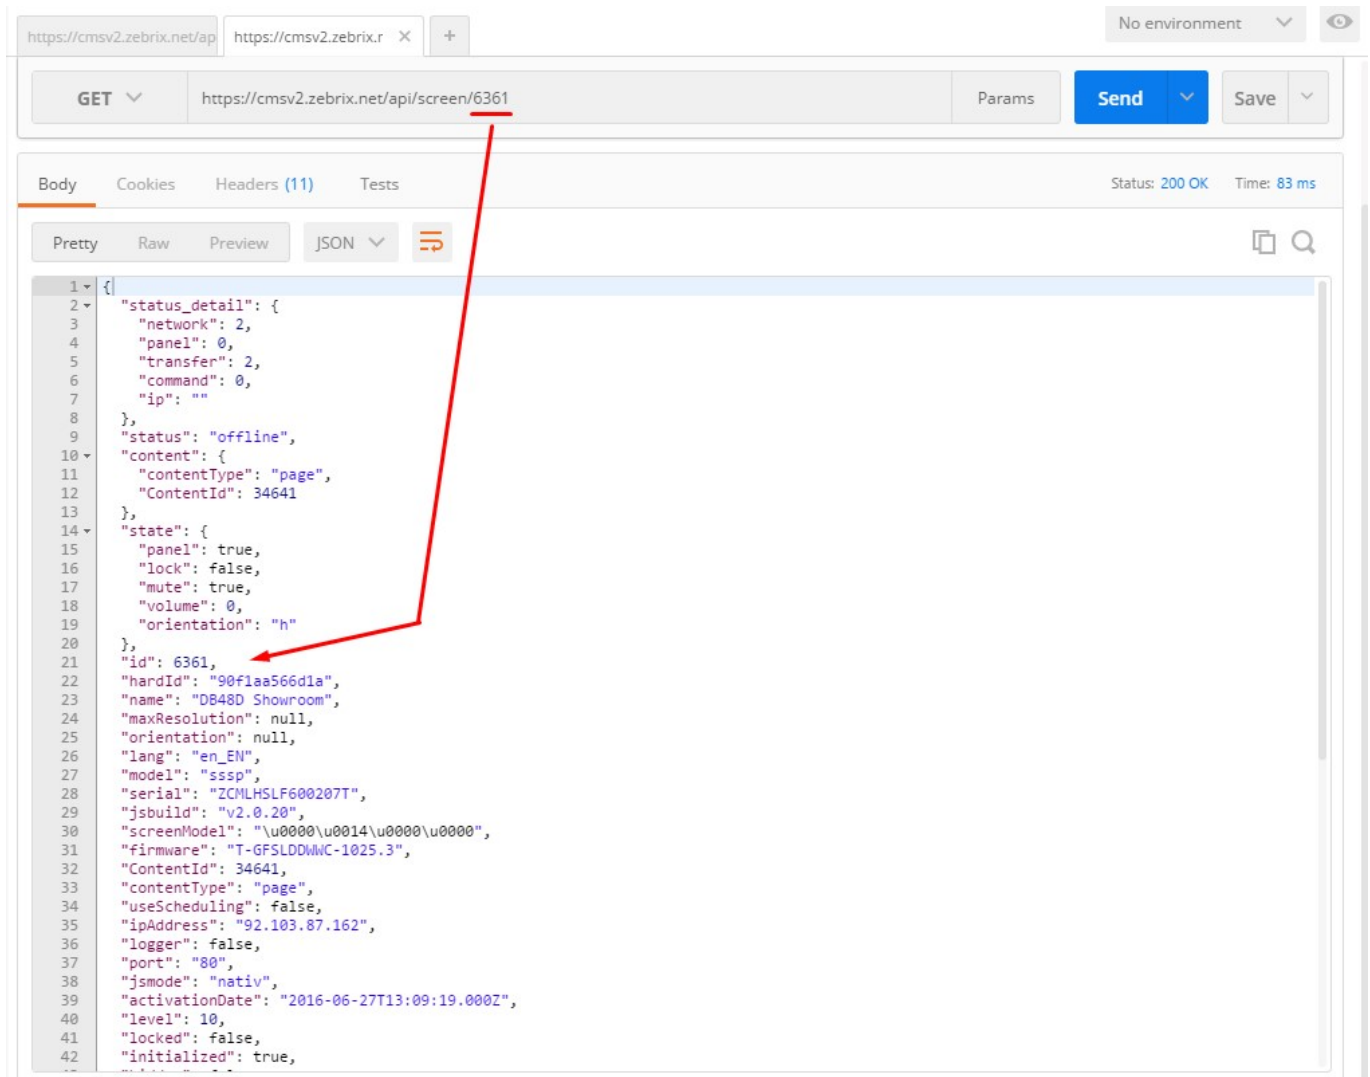 https://cmsv2.zebrix.net/ap https://cmsv2.zebrix.r × + No environment
GET https://cmsv2.zebrix.net/api/screen/6361 Params Send Save
Body Cookies Headers (11) Tests Status: 200 OK Time: 83 ms
Pretty Raw Preview JSON
1 {
2 "status_detail": {
3 "network": 2,
4 "panel": 0,
5 "transfer": 2,
6 "command": 0,
7 "ip": ""
8 },
9 "status": "offline",
10 "content": {
11 "contentType": "page",
12 "ContentId": 34641
13 },
14 "state": {
15 "panel": true,
16 "lock": false,
17 "mute": true,
18 "volume": 0,
19 "orientation": "h"
20 },
21 "id": 6361,
22 "hardId": "90f1aa566d1a",
23 "name": "DB48D Showroom",
24 "maxResolution": null,
25 "orientation": null,
26 "lang": "en_EN",
27 "model": "sssp",
28 "serial": "ZCMLHSLF600207T",
29 "jsbuild": "v2.0.20",
30 "screenModel": "\u0000\u0014\u0000\u0000",
31 "firmware": "T-GFSLDDWWC-1025.3",
32 "ContentId": 34641,
33 "contentType": "page",
34 "useScheduling": false,
35 "ipAddress": "92.103.87.162",
36 "logger": false,
37 "port": "80",
38 "jsmode": "nativ",
39 "activationDate": "2016-06-27T13:09:19.000Z",
40 "level": 10,
41 "locked": false,
42 "initialized": true,